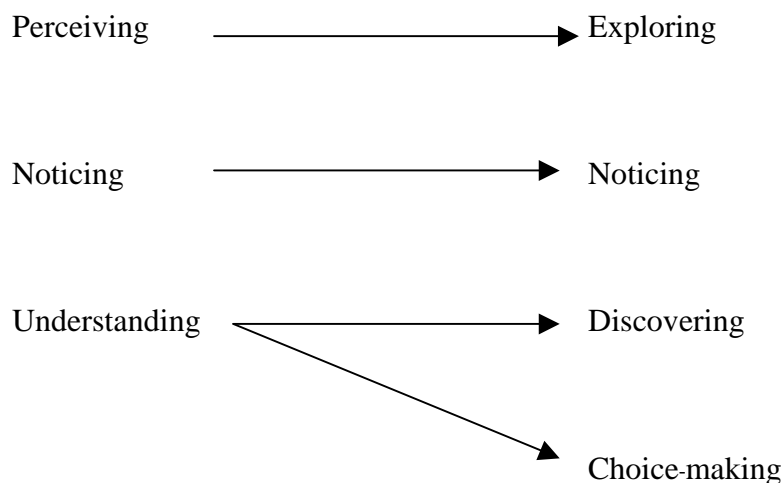 Perceiving Exploring
Noticing Noticing
Understanding Discovering
Choice-making